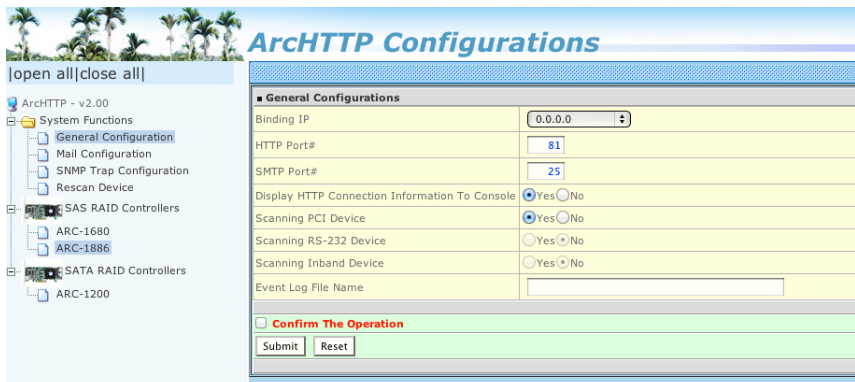 ArcHTTP Configurations
|open all|close all|
ArcHTTP - v2.00
System Functions
General Configuration
Mail Configuration
SNMP Trap Configuration
Rescan Device
SAS RAID Controllers
ARC-1680
ARC-1886
SATA RAID Controllers
ARC-1200
General Configurations
Binding IP 0.0.0.0
HTTP Port# 81
SMTP Port# 25
Display HTTP Connection Information To Console Yes No
Scanning PCI Device Yes No
Scanning RS-232 Device Yes No
Scanning Inband Device Yes No
Event Log File Name
Confirm The Operation
Submit Reset